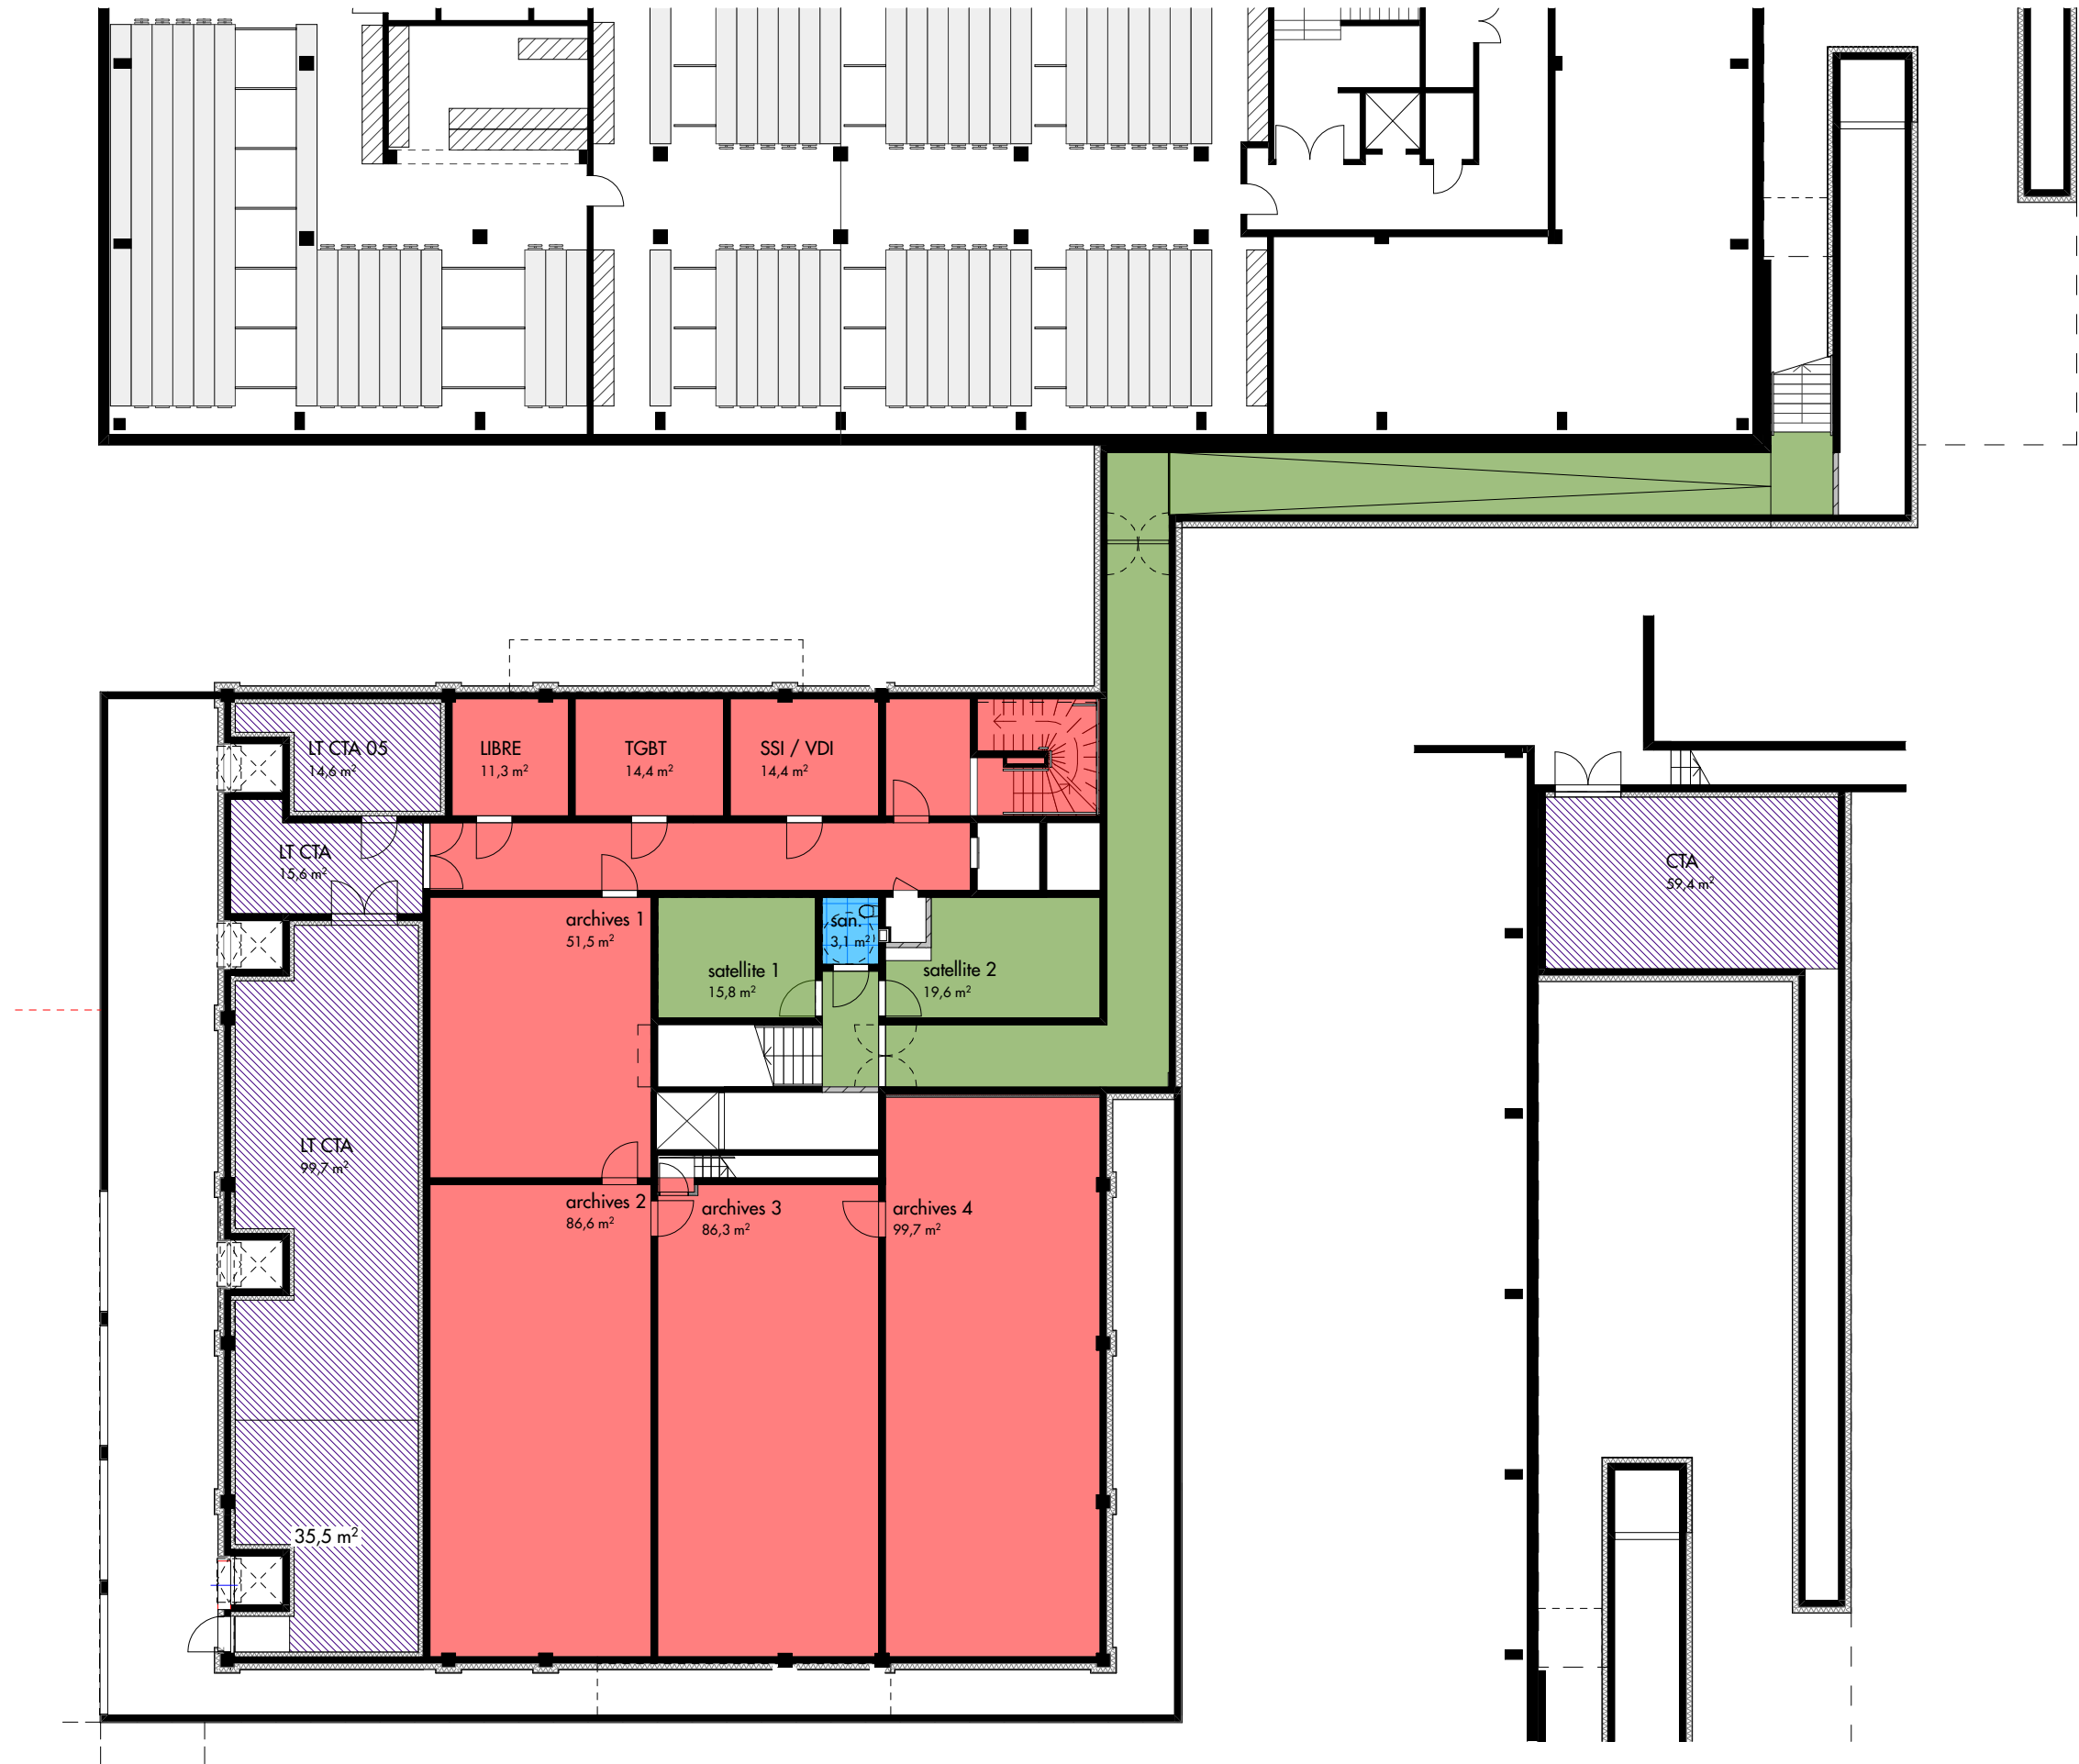 LT CTA 05
14,6 m²
LIBRE
11,3 m²
TGBT
14,4 m²
SSI / VDI
14,4 m²
LT CTA
15,6 m²
CTA
59,4 m²
archives 1
51,5 m²
san.
3,1 m²
satellite 1
15,8 m²
satellite 2
19,6 m²
LT CTA
99,7 m²
archives 2
86,6 m²
archives 3
86,3 m²
archives 4
99,7 m²
35,5 m²